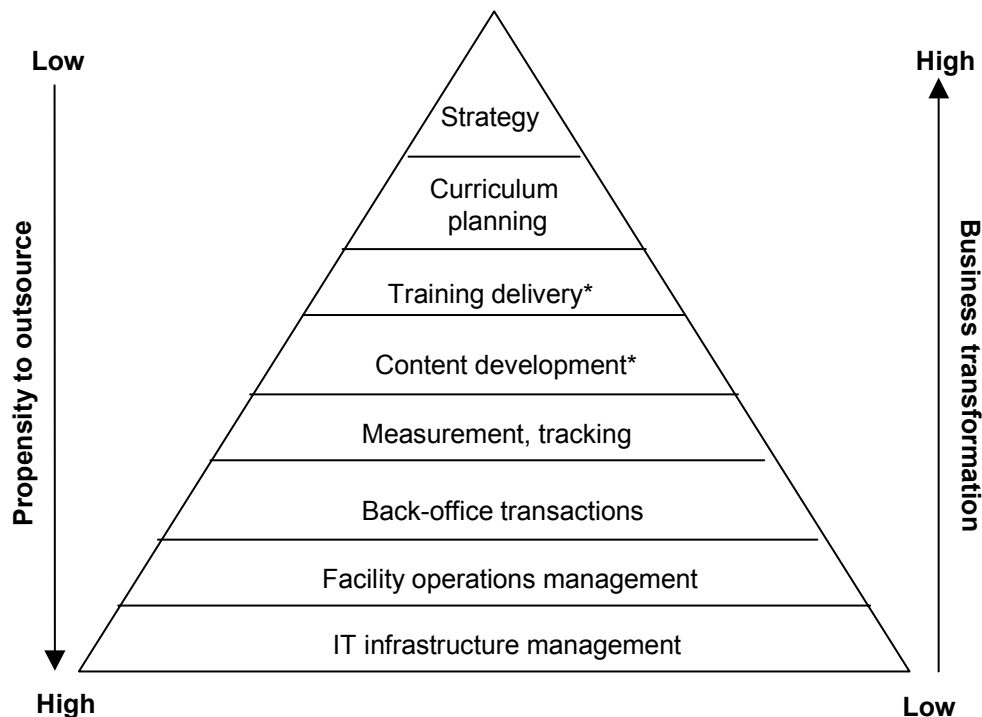 Low
High
Strategy
Curriculum
planning
Training delivery*
Content development*
Measurement, tracking
Back-office transactions
Facility operations management
IT infrastructure management
Propensity to outsource
Business transformation
High
Low